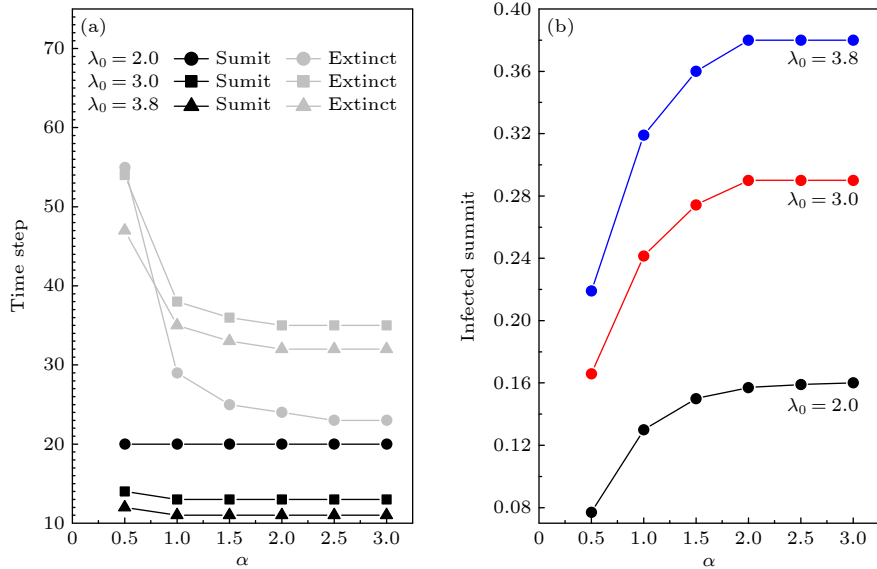 (a)
λ₀ = 2.0 Sumit Extinct
λ₀ = 3.0 Sumit Extinct
λ₀ = 3.8 Sumit Extinct
70
60
50
40
30
20
10
Time step
0 0.5 1.0 1.5 2.0 2.5 3.0
α
(b)
0.40
0.36
0.32
0.28
0.24
0.20
0.16
0.12
0.08
Infected summit
λ₀ = 3.8
λ₀ = 3.0
λ₀ = 2.0
0 0.5 1.0 1.5 2.0 2.5 3.0
α